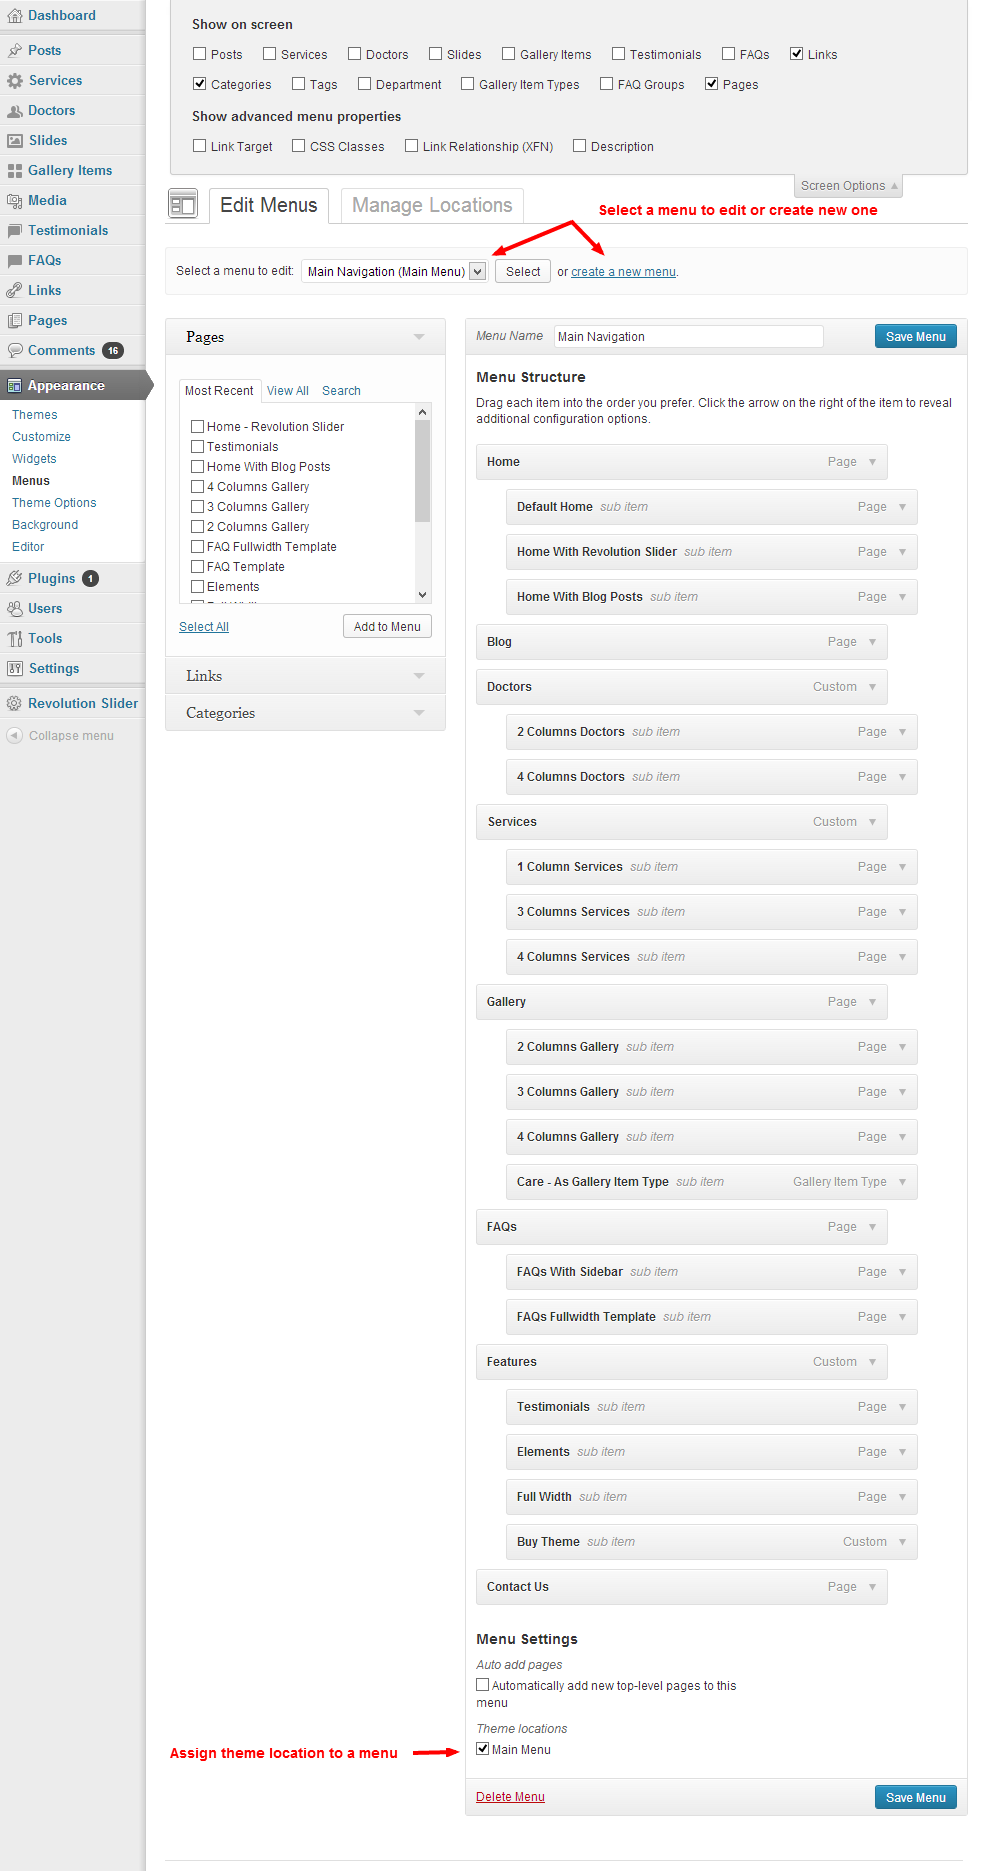 Dashboard
Posts
Services
Doctors
Slides
Gallery Items
Media
Testimonials
FAQs
Links
Pages
Comments 16
Appearance
Themes
Customize
Widgets
Menus
Theme Options
Background
Editor
Plugins 1
Users
Tools
Settings
Revolution Slider
Collapse menu
Show on screen
Posts Services Doctors Slides Gallery Items Testimonials FAQs Links
Categories Tags Department Gallery Item Types FAQ Groups Pages
Show advanced menu properties
Link Target CSS Classes Link Relationship (XFN) Description
Screen Options
Edit Menus Manage Locations
Select a menu to edit or create new one
Select a menu to edit: Main Navigation (Main Menu) Select or create a new menu.
Pages
Most Recent View All Search
Home - Revolution Slider
Testimonials
Home With Blog Posts
4 Columns Gallery
3 Columns Gallery
2 Columns Gallery
FAQ Fullwidth Template
FAQ Template
Elements
Select All Add to Menu
Links
Categories
Menu Name Main Navigation Save Menu
Menu Structure
Drag each item into the order you prefer. Click the arrow on the right of the item to reveal
additional configuration options.
Home Page
Default Home sub item Page
Home With Revolution Slider sub item Page
Home With Blog Posts sub item Page
Blog Page
Doctors Custom
2 Columns Doctors sub item Page
4 Columns Doctors sub item Page
Services Custom
1 Column Services sub item Page
3 Columns Services sub item Page
4 Columns Services sub item Page
Gallery Page
2 Columns Gallery sub item Page
3 Columns Gallery sub item Page
4 Columns Gallery sub item Page
Care - As Gallery Item Type sub item Gallery Item Type
FAQs Page
FAQs With Sidebar sub item Page
FAQs Fullwidth Template sub item Page
Features Custom
Testimonials sub item Page
Elements sub item Page
Full Width sub item Page
Buy Theme sub item Custom
Contact Us Page
Menu Settings
Auto add pages
Automatically add new top-level pages to this
menu
Theme locations
Assign theme location to a menu
Main Menu
Delete Menu Save Menu